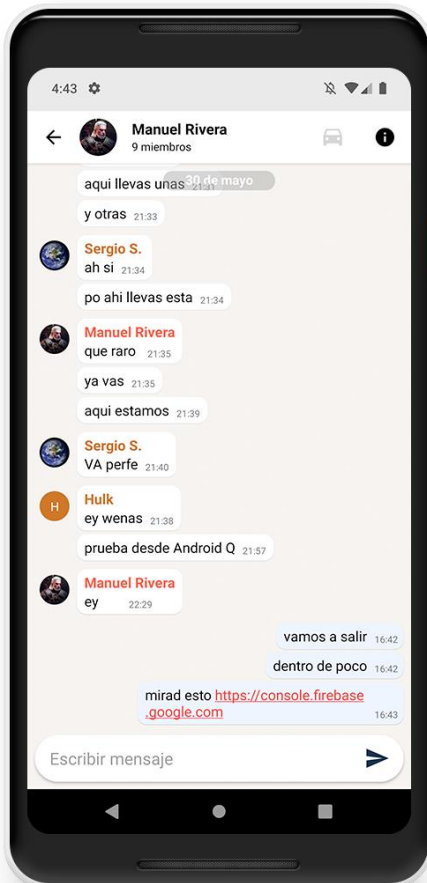 4:43
Manuel Rivera
9 miembros
30 de mayo
aqui llevas unas 21:31
y otras 21:33
Sergio S.
ah si 21:34
po ahi llevas esta 21:34
Manuel Rivera
que raro 21:35
ya vas 21:35
aqui estamos 21:39
Sergio S.
VA perfe 21:40
H
Hulk
ey wenas 21:38
prueba desde Android Q 21:57
Manuel Rivera
ey 22:29
vamos a salir 16:42
dentro de poco 16:42
mirad esto https://console.firebase
.google.com 16:43
Escribir mensaje